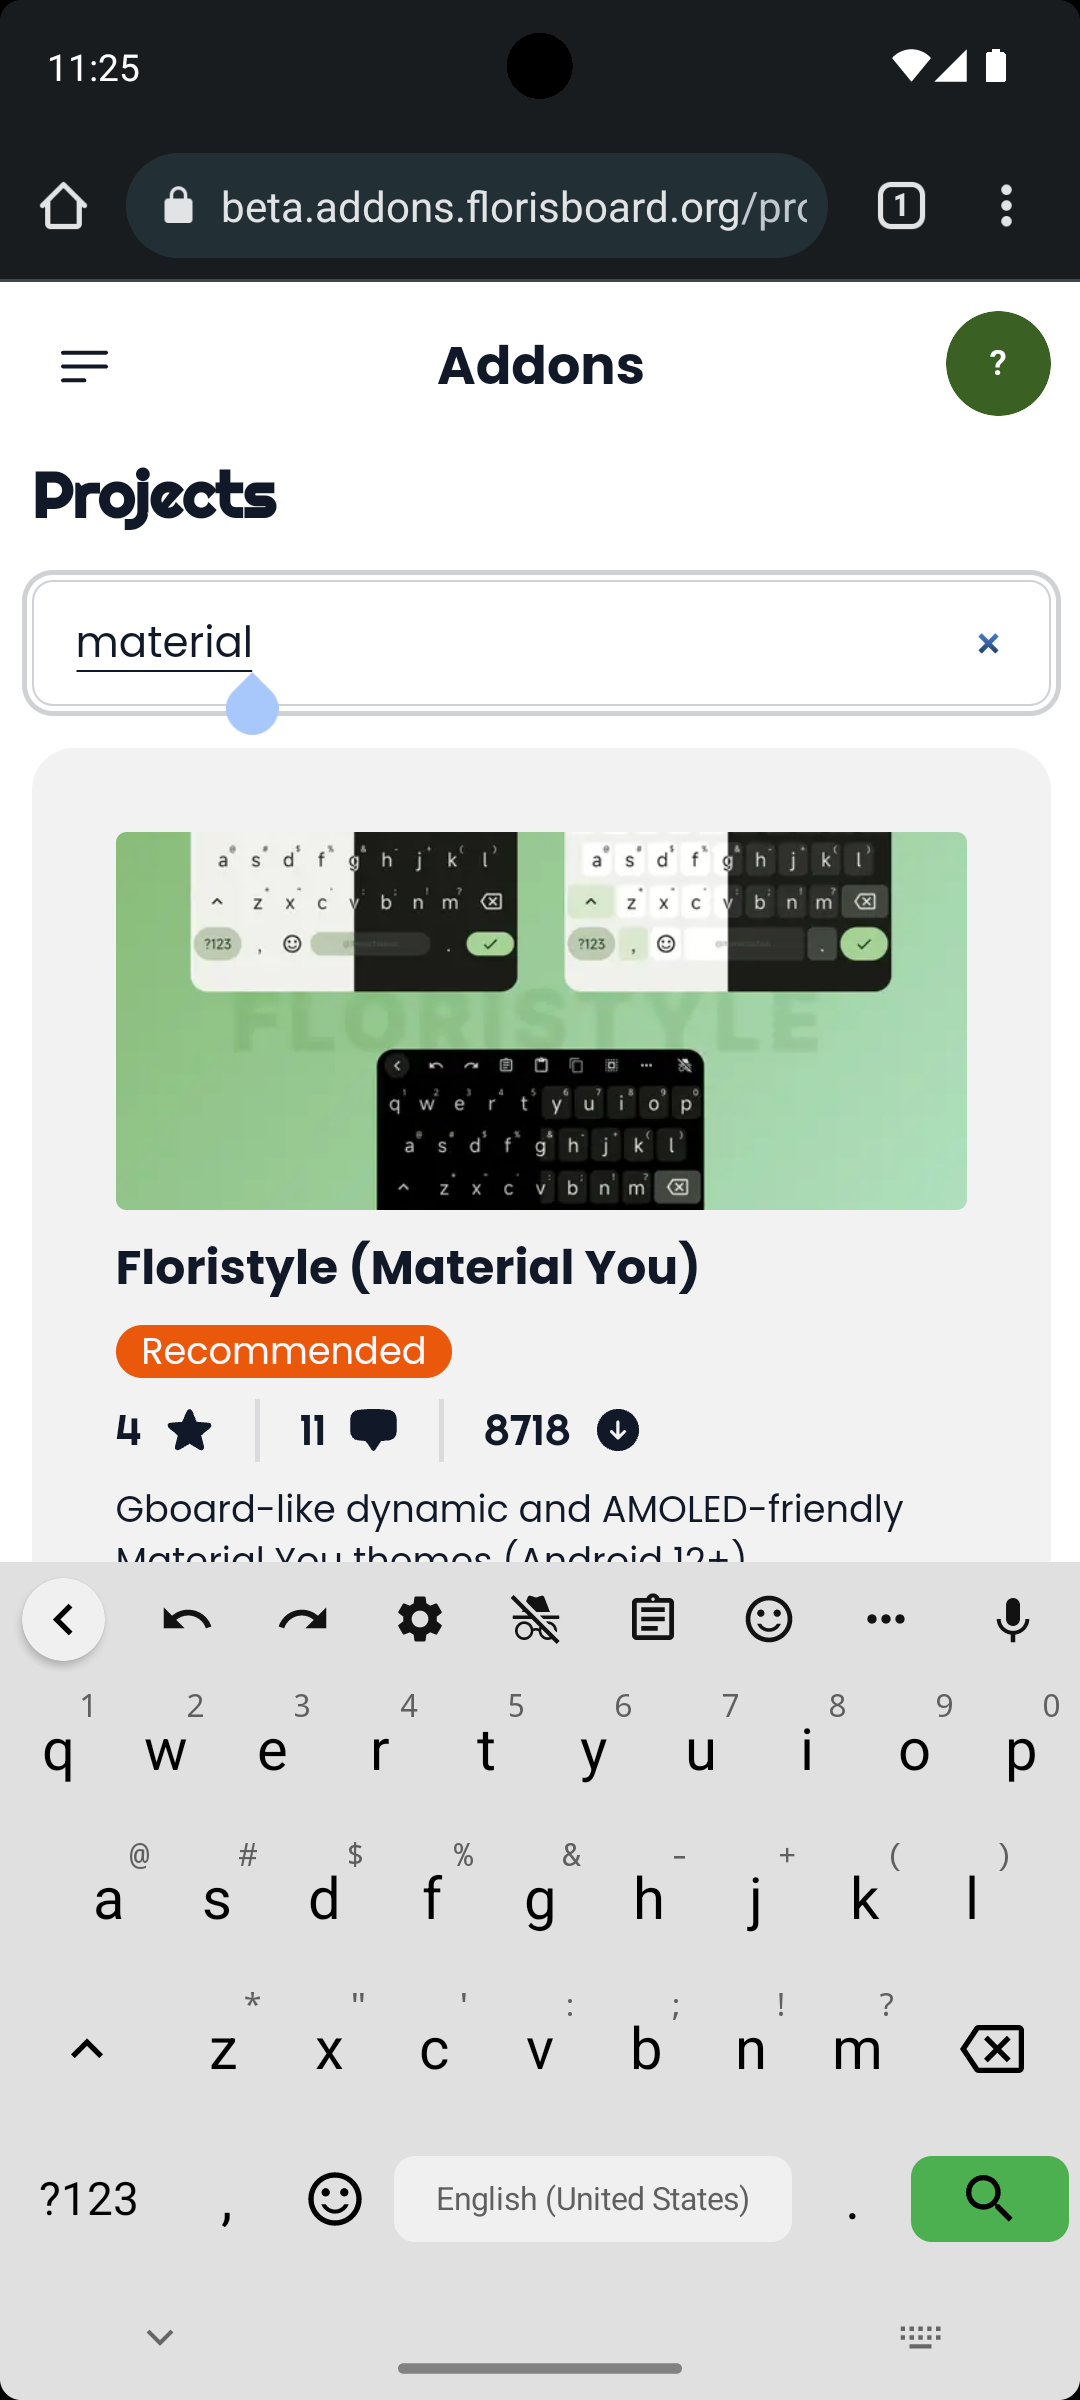 11:25
beta.addons.florisboard.org/pro
1
Addons
?
Projects
material
×
a s d f g h j k l
z x c v b n m
?123 , .
a s d f g h j k l
z x c v b n m
?123 , .
FLORISTYLE
q w e r t y u i o p
a s d f g h j k l
z x c v b n m
Floristyle (Material You)
Recommended
4 11 8718
Gboard-like dynamic and AMOLED-friendly
Material You themes (Android 12+)
1 2 3 4 5 6 7 8 9 0
q w e r t y u i o p
@ # $ % & - + ( )
a s d f g h j k l
* " ' : ; ! ?
z x c v b n m
?123 , English (United States) .